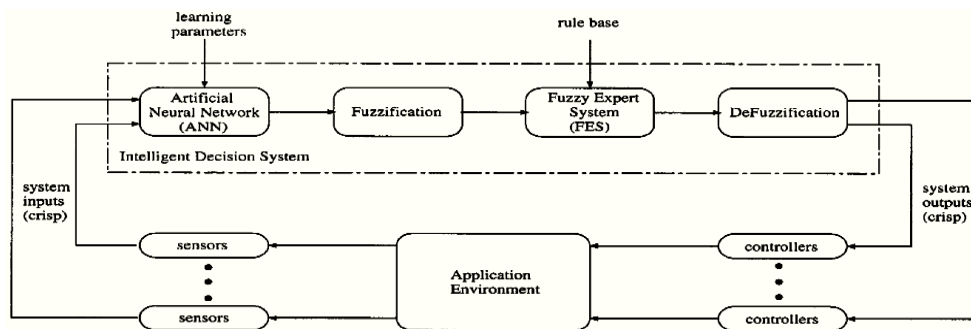 learning
parameters
rule base
Artificial
Neural Network
(ANN)
Fuzzification
Fuzzy Expert
System
(FES)
DeFuzzification
Intelligent Decision System
system
inputs
(crisp)
system
outputs
(crisp)
sensors
Application
Environment
controllers
sensors
controllers